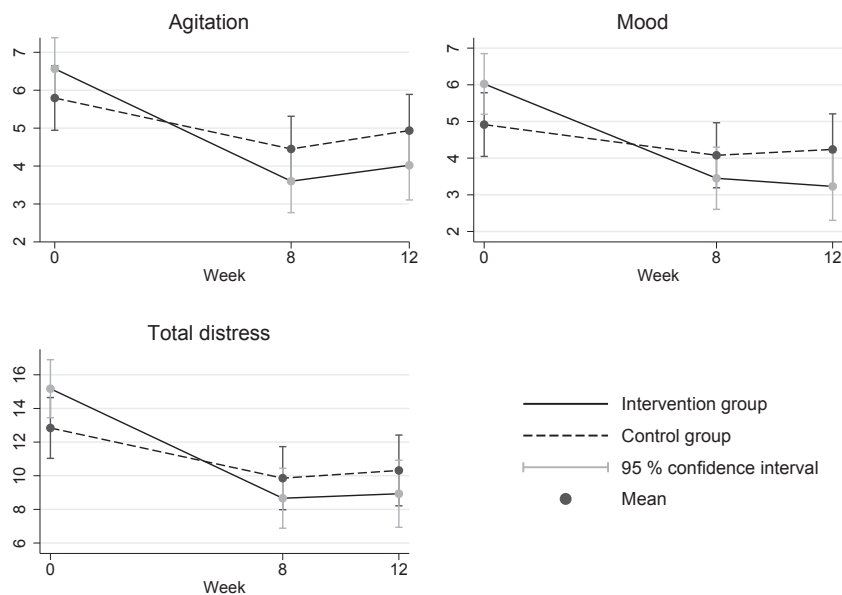 Agitation
7
6
5
4
3
2
0
8
12
Week
Mood
7
6
5
4
3
2
0
8
12
Week
Total distress
16
14
12
10
8
6
0
8
12
Week
Intervention group
Control group
95 % confidence interval
Mean